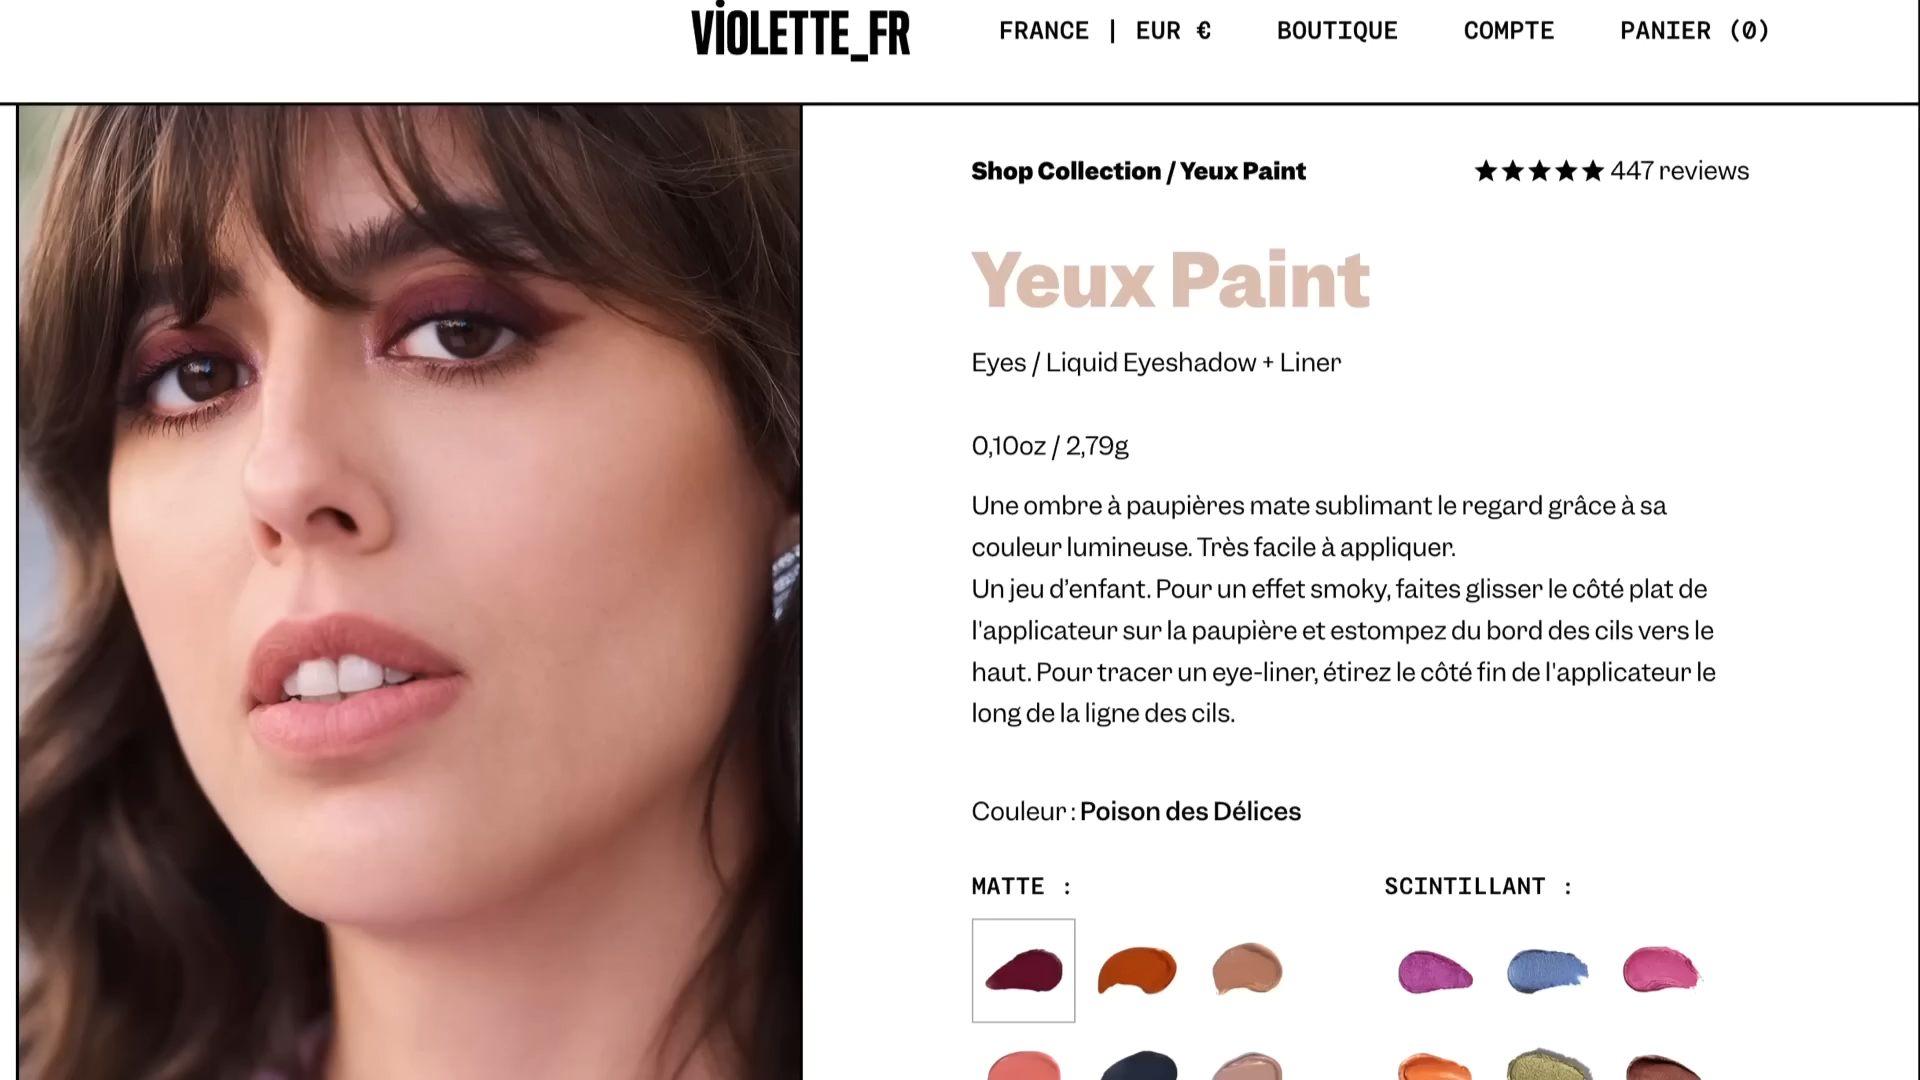 ViOLETTE_FR
FRANCE | EUR €
BOUTIQUE
COMPTE
PANIER (0)
Shop Collection / Yeux Paint
★★★★★ 447 reviews
Yeux Paint
Eyes / Liquid Eyeshadow + Liner
0,10oz / 2,79g
Une ombre à paupières mate sublimant le regard grâce à sa
couleur lumineuse. Très facile à appliquer.
Un jeu d’enfant. Pour un effet smoky, faites glisser le côté plat de
l'applicateur sur la paupière et estompez du bord des cils vers le
haut. Pour tracer un eye-liner, étirez le côté fin de l'applicateur le
long de la ligne des cils.
Couleur : Poison des Délices
MATTE :
SCINTILLANT :